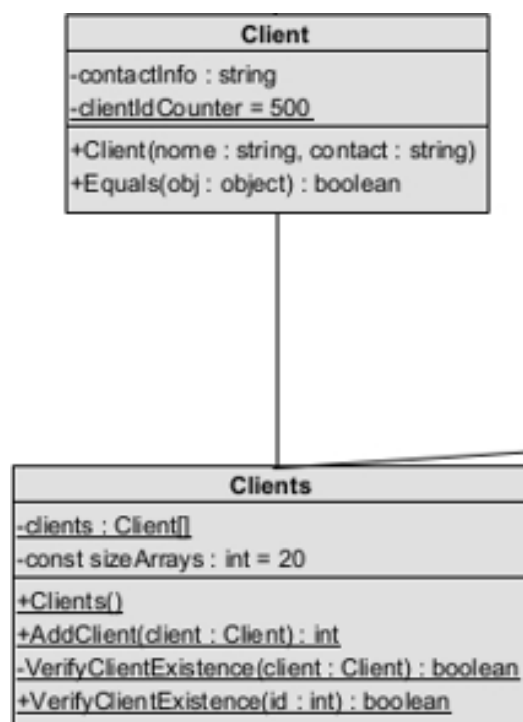 Client
-contactInfo : string
-clientIdCounter = 500
+Client(nome : string, contact : string)
+Equals(obj : object) : boolean
Clients
-clients : Client[]
-const sizeArrays : int = 20
+Clients()
+AddClient(client : Client) : int
-VerifyClientExistence(client : Client) : boolean
+VerifyClientExistence(id : int) : boolean